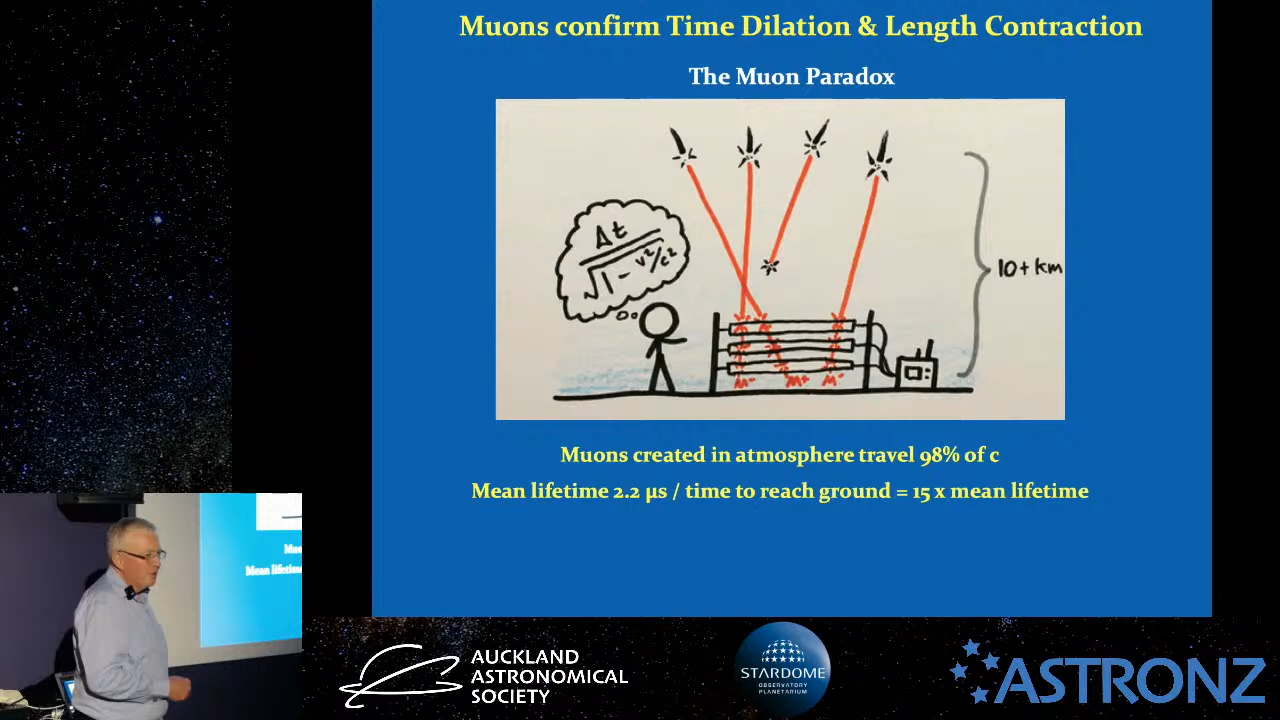 Muons confirm Time Dilation & Length Contraction
The Muon Paradox
Δt
√1 - v²/c²
10+ km
M⁻ M+ M⁻
Muons created in atmosphere travel 98% of c
Mean lifetime 2.2 µs / time to reach ground = 15 x mean lifetime
Mean lifetime
AUCKLAND
ASTRONOMICAL
SOCIETY
STARDOME
OBSERVATORY
PLANETARIUM
ASTRONZ